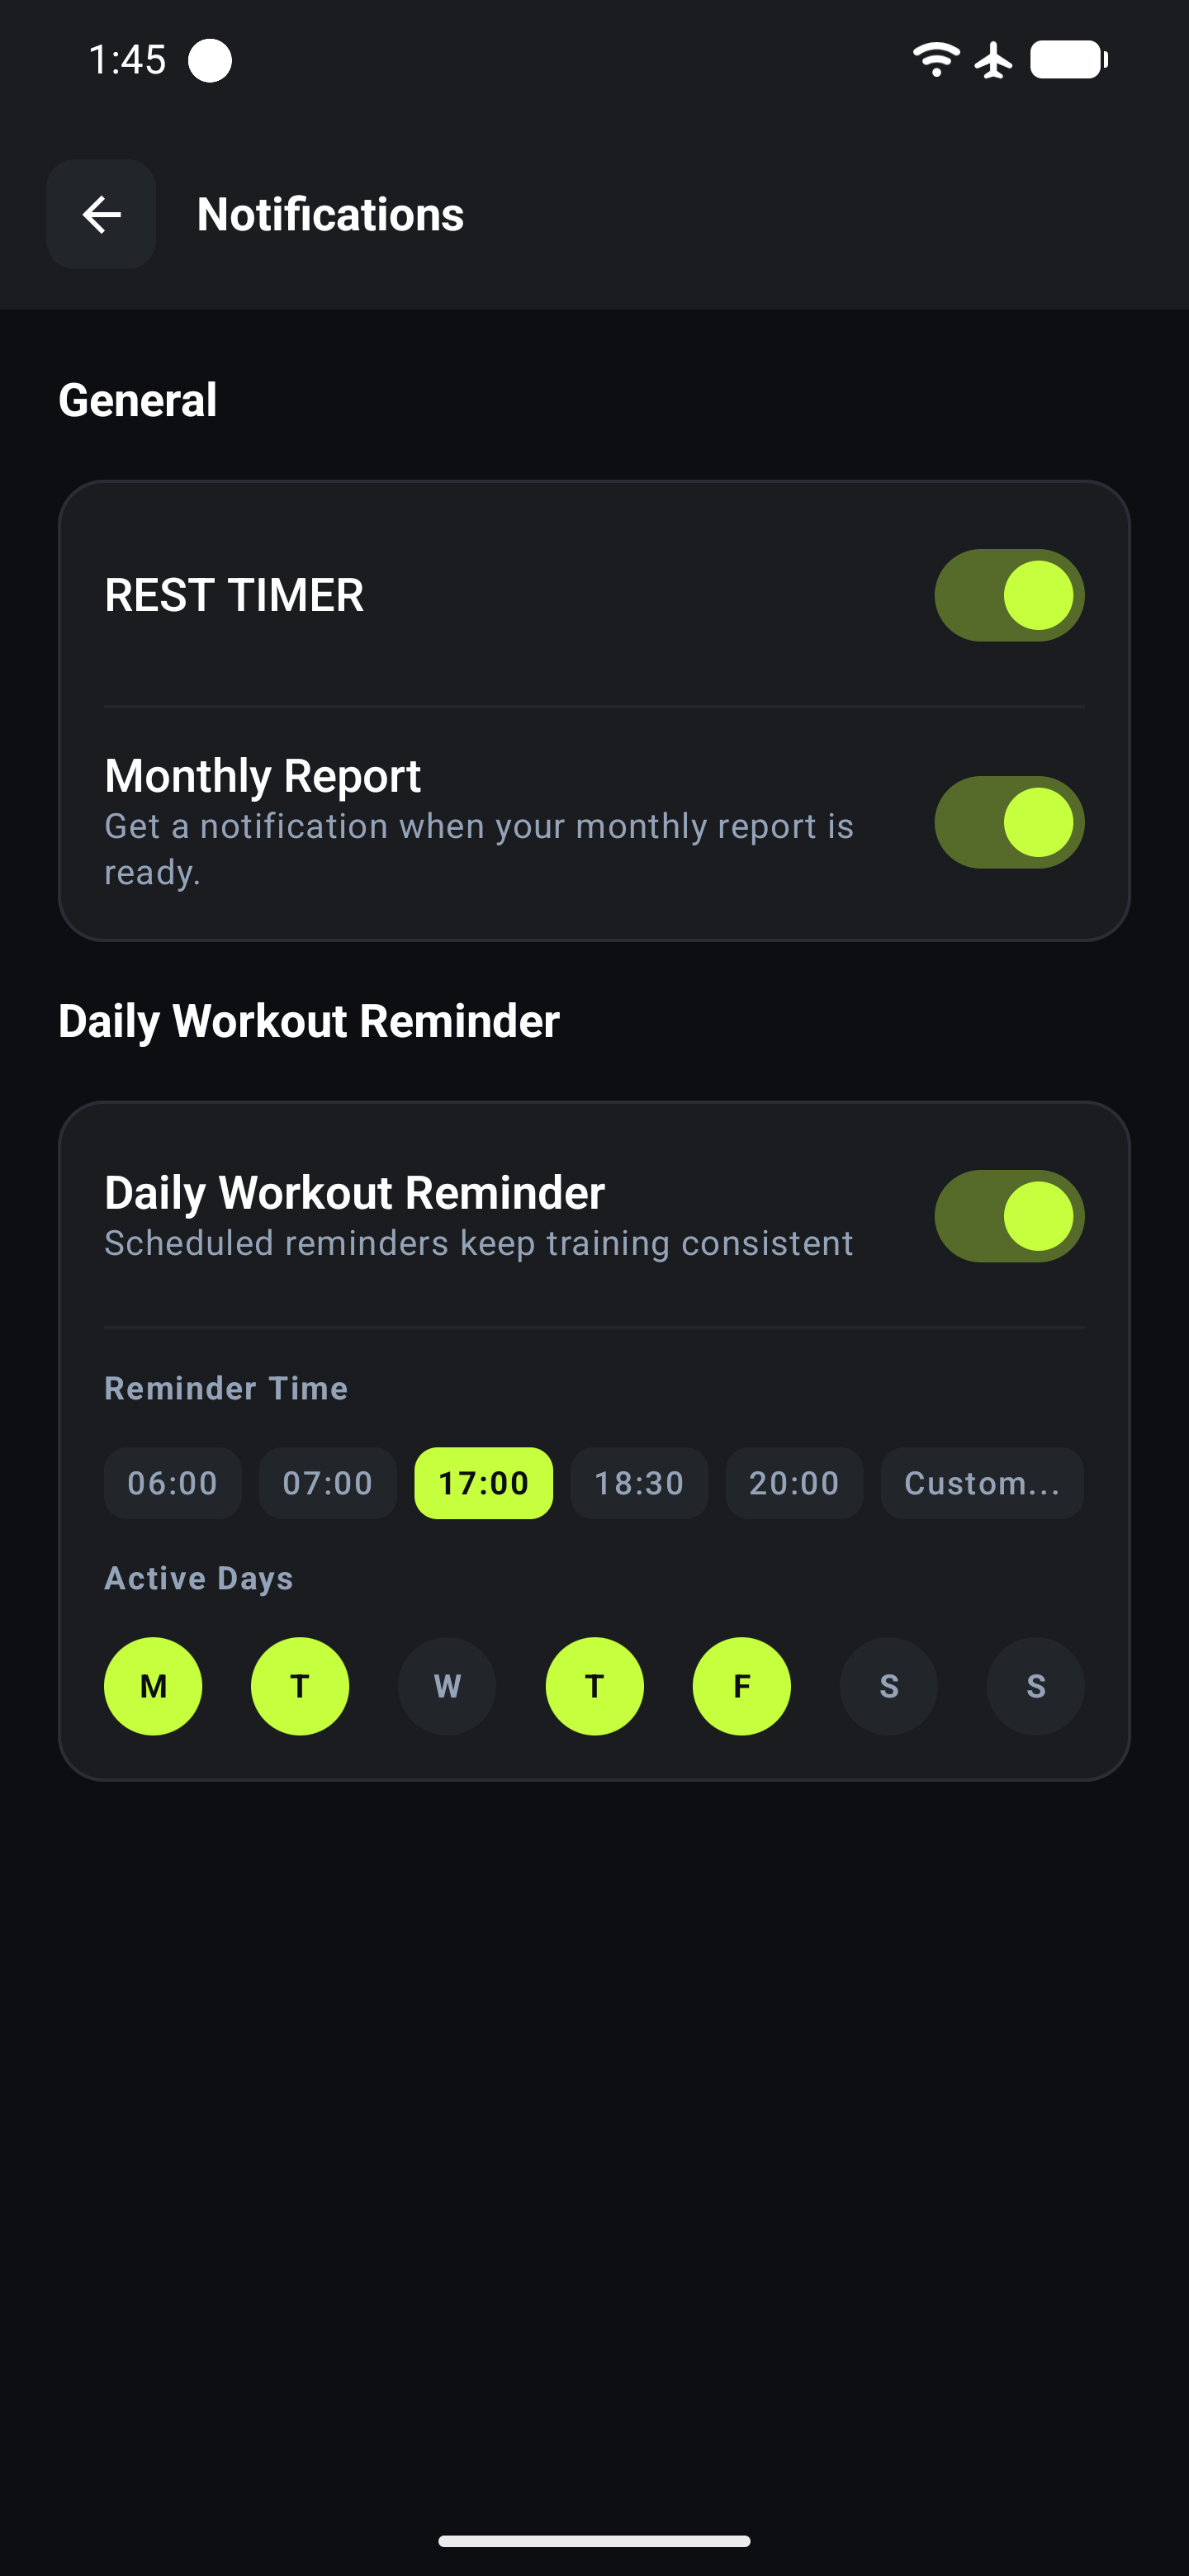 1:45
Notifications
General
REST TIMER
Monthly Report
Get a notification when your monthly report is
ready.
Daily Workout Reminder
Daily Workout Reminder
Scheduled reminders keep training consistent
Reminder Time
06:00 07:00 17:00 18:30 20:00 Custom...
Active Days
M T W T F S S